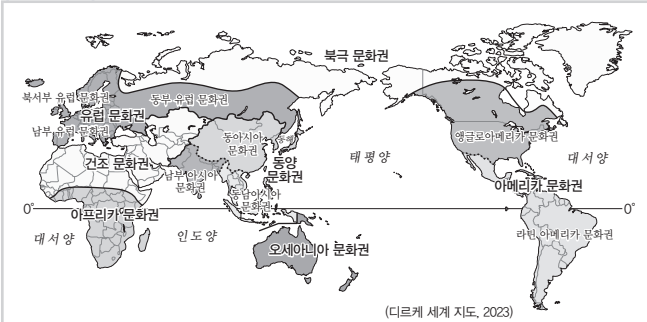 북극 문화권
북서부 유럽 문화권
동부 유럽 문화권
유럽 문화권
남부 유럽 문화권
앵글로아메리카 문화권
동아시아
문화권
동해
건조 문화권
동양
문화권
태평양
대서양
남부 아시아
문화권
동남아시아
문화권
아메리카 문화권
0°
0°
아프리카 문화권
대서양
인도양
라틴 아메리카 문화권
오세아니아 문화권
(디르케 세계 지도, 2023)